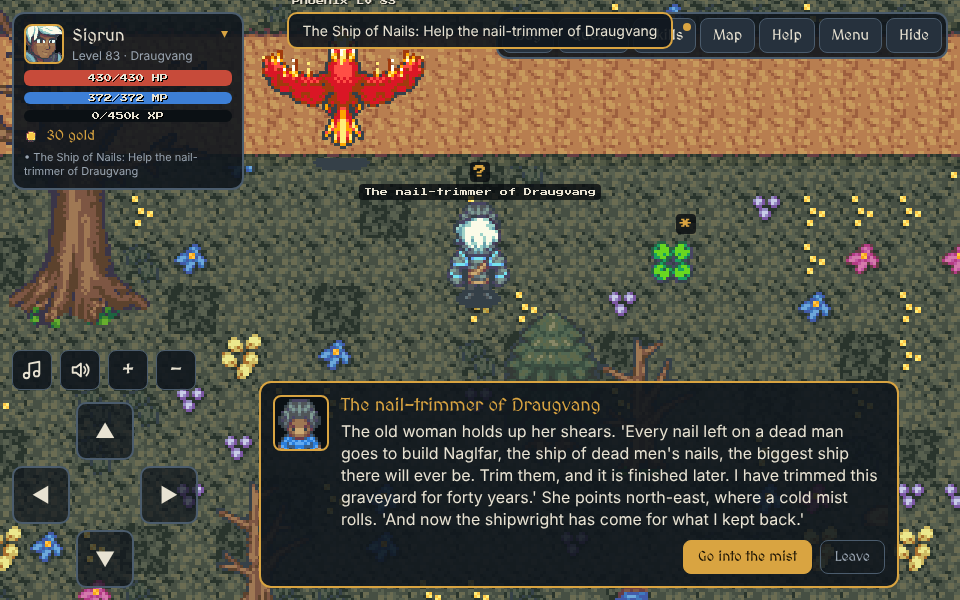 Phoenix Lv 83
Sigrun
Level 83 · Draugvang
430/430 HP
372/372 MP
0/450k XP
30 gold
• The Ship of Nails: Help the nail-
trimmer of Draugvang
The Ship of Nails: Help the nail-trimmer of Draugvang
Map
Help
Menu
Hide
?
The nail-trimmer of Draugvang
*
+
−
The nail-trimmer of Draugvang
The old woman holds up her shears. 'Every nail left on a dead man
goes to build Naglfar, the ship of dead men's nails, the biggest ship
there will ever be. Trim them, and it is finished later. I have trimmed this
graveyard for forty years.' She points north-east, where a cold mist
rolls. 'And now the shipwright has come for what I kept back.'
Go into the mist
Leave